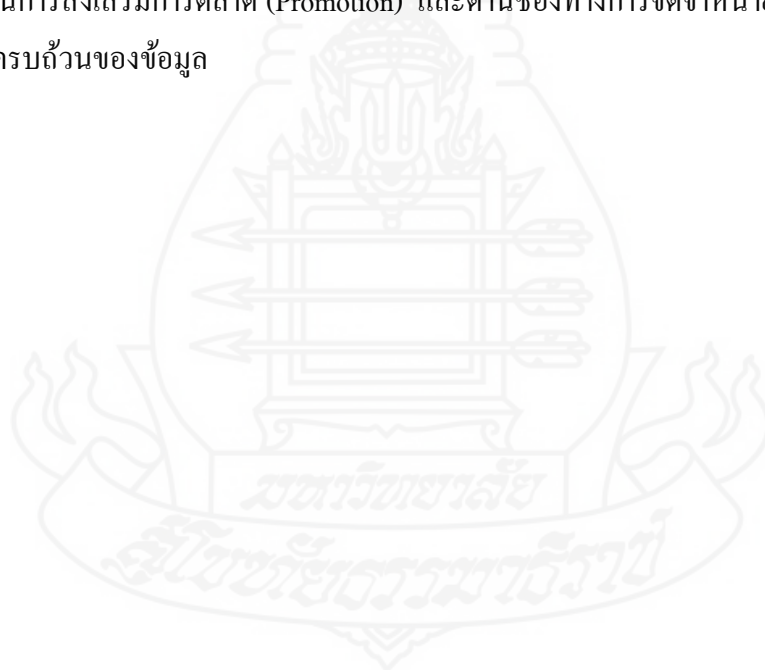 นการส่งเสริมการตลาด (Promotion) และด้านช่องทางการจัดจำหน่า
ครบถ้วนของข้อมูล
มหาวิทยาลัย
สุโขทัยธรรมาธิราช